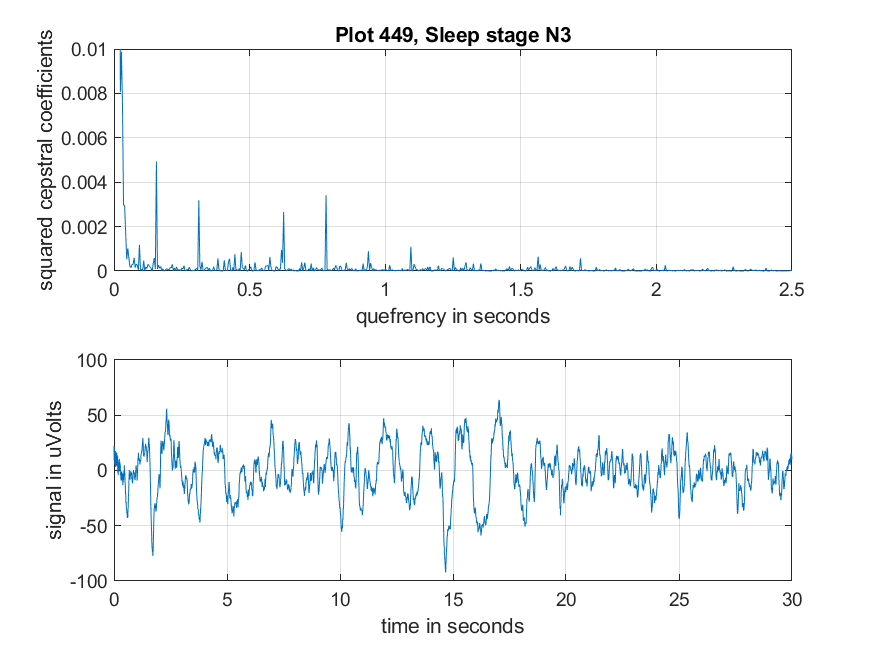 Plot 449, Sleep stage N3
squared cepstral coefficients
0.01
0.008
0.006
0.004
0.002
0
0 0.5 1 1.5 2 2.5
quefrency in seconds
signal in uVolts
100
50
0
-50
-100
0 5 10 15 20 25 30
time in seconds